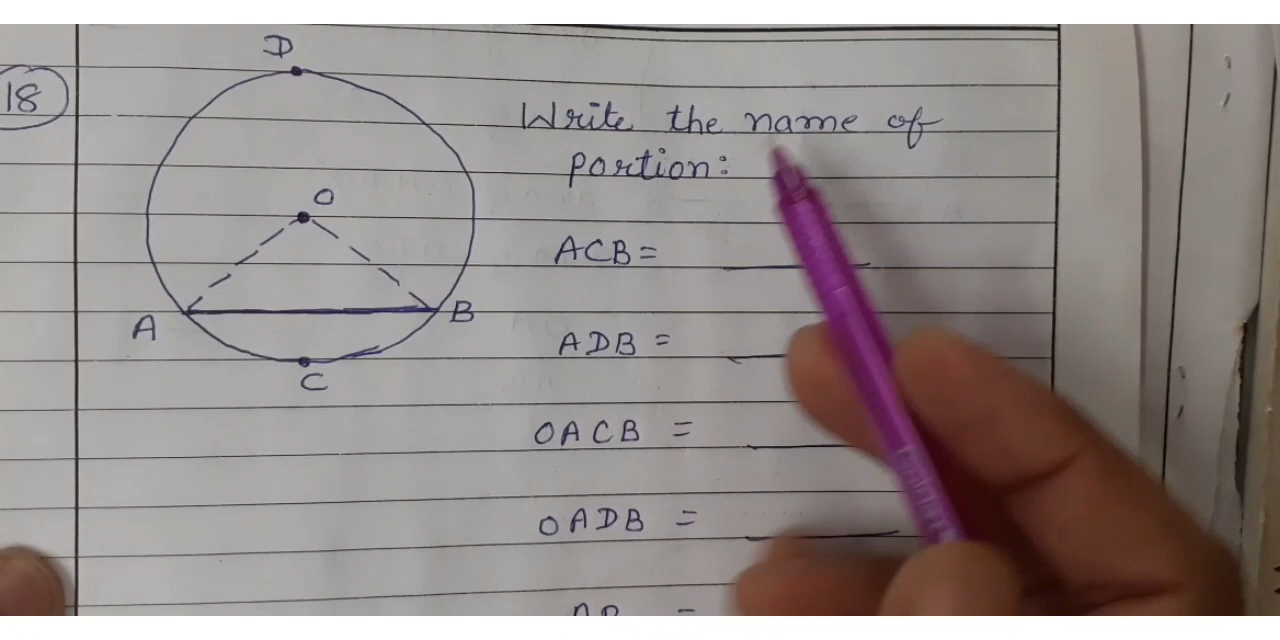 18
D
O
A
B
C
Write the name of
portion:
ACB =
ADB =
OACB =
OADB =